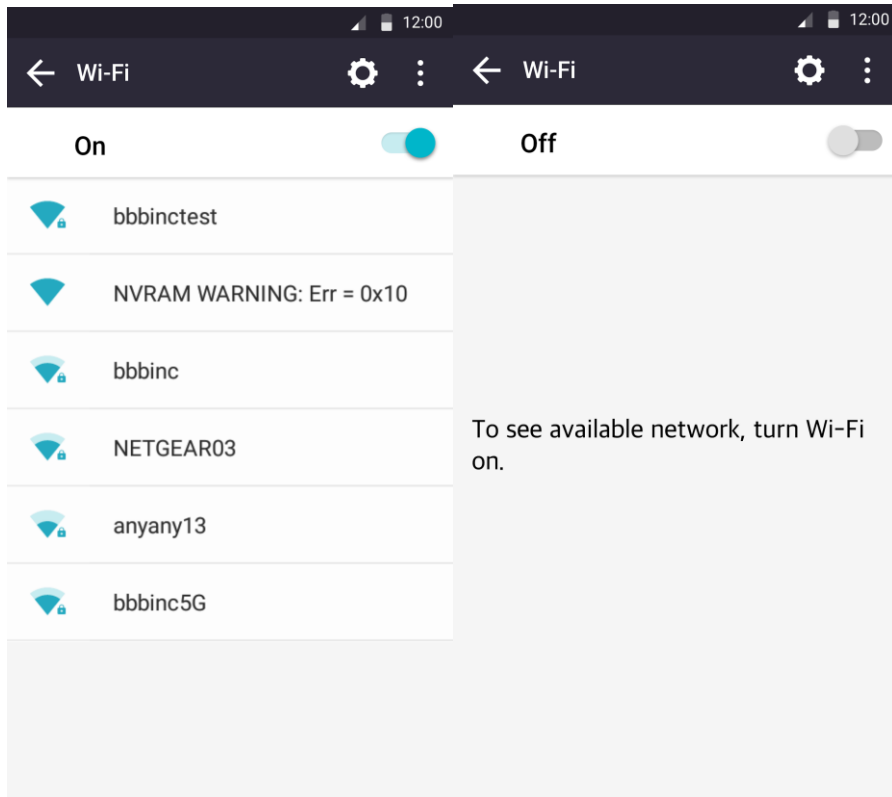 12:00
Wi-Fi
On
bbbinctest
NVRAM WARNING: Err = 0x10
bbbinc
NETGEAR03
anyany13
bbbinc5G
12:00
Wi-Fi
Off
To see available network, turn Wi-Fi
on.